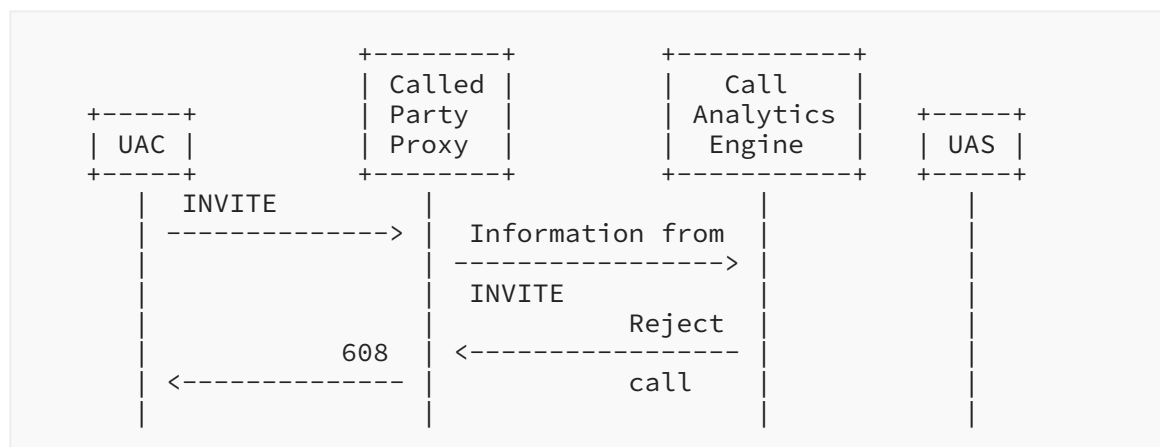 Called Call
Party Analytics
UAC Proxy Engine UAS
INVITE
Information from
INVITE
Reject
608
call